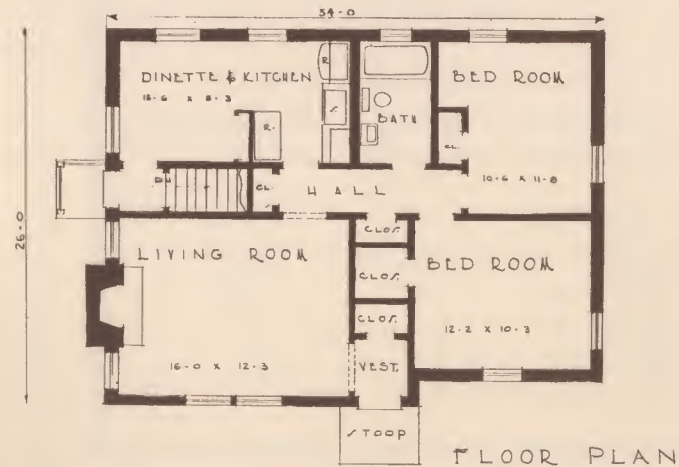 34-0
DINETTE & KITCHEN
15-6 x 8-3
R
S
R.
BATH
BED ROOM
CL.
10-6 x 11-8
26-0
CL.
HALL
LIVING ROOM
16-0 x 12-3
CLOS.
CLOS.
CLOS.
VEST.
BED ROOM
12-2 x 10-3
STOOP
FLOOR PLAN